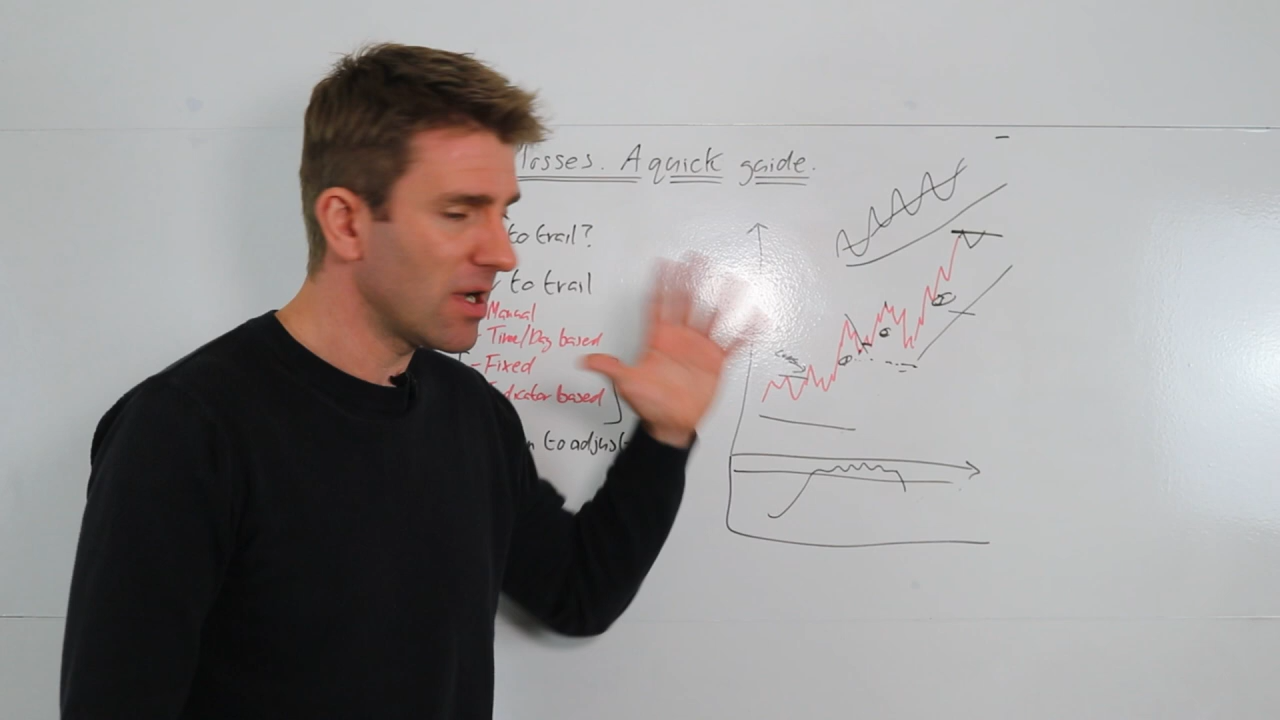 losses. A quick guide.
to trail?
to trail
Manual
- Time/Day based
- Fixed
Indicator based
to adjust